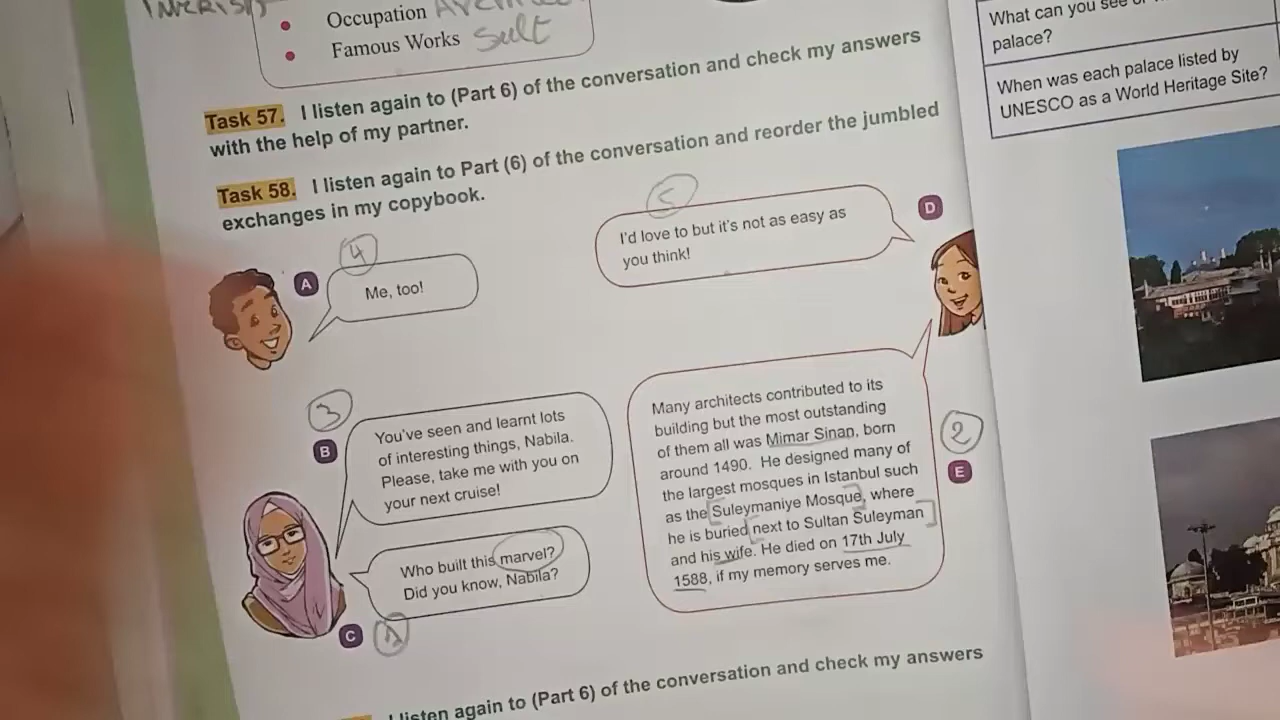 Occupation
Famous Works Sult
Task 57. I listen again to (Part 6) of the conversation and check my answers
with the help of my partner.
Task 58. I listen again to Part (6) of the conversation and reorder the jumbled
exchanges in my copybook.
4
A
Me, too!
5
D
I'd love to but it's not as easy as
you think!
3
B
You've seen and learnt lots
of interesting things, Nabila.
Please, take me with you on
your next cruise!
Who built this marvel?
Did you know, Nabila?
C
1
Many architects contributed to its
building but the most outstanding
of them all was Mimar Sinan, born
around 1490. He designed many of
the largest mosques in Istanbul such
as the Suleymaniye Mosque, where
he is buried next to Sultan Suleyman
and his wife. He died on 17th July
1588, if my memory serves me.
2
E
I listen again to (Part 6) of the conversation and check my answers
What can you see
palace?
When was each palace listed by
UNESCO as a World Heritage Site?